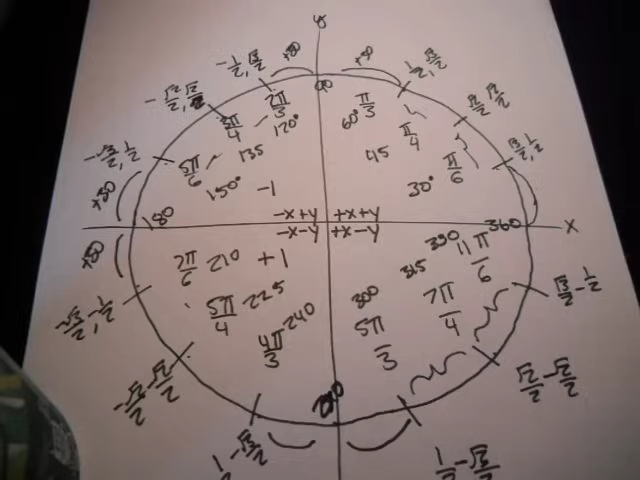 y
-1/2, √3/2
+30
+30
1/2, √3/2
-√2/2, √2/2
90
√2/2, √2/2
2π/3
π/3
3π/4
120°
60°
π/4
-√3/2, 1/2
135
45
√3/2, 1/2
5π/6
π/6
150° -1
30°
+30
-x+y +x+y
180
360
x
-x-y +x-y
+30
7π/6 210 +1
330 11π/6
315
√3/2 -1/2
-√3/2, -1/2
5π/4 225
300
7π/4
4π/3 240
5π/3
-√2/2 -√2/2
√2/2 -√2/2
1 -√3/2
1/2 -√3/2